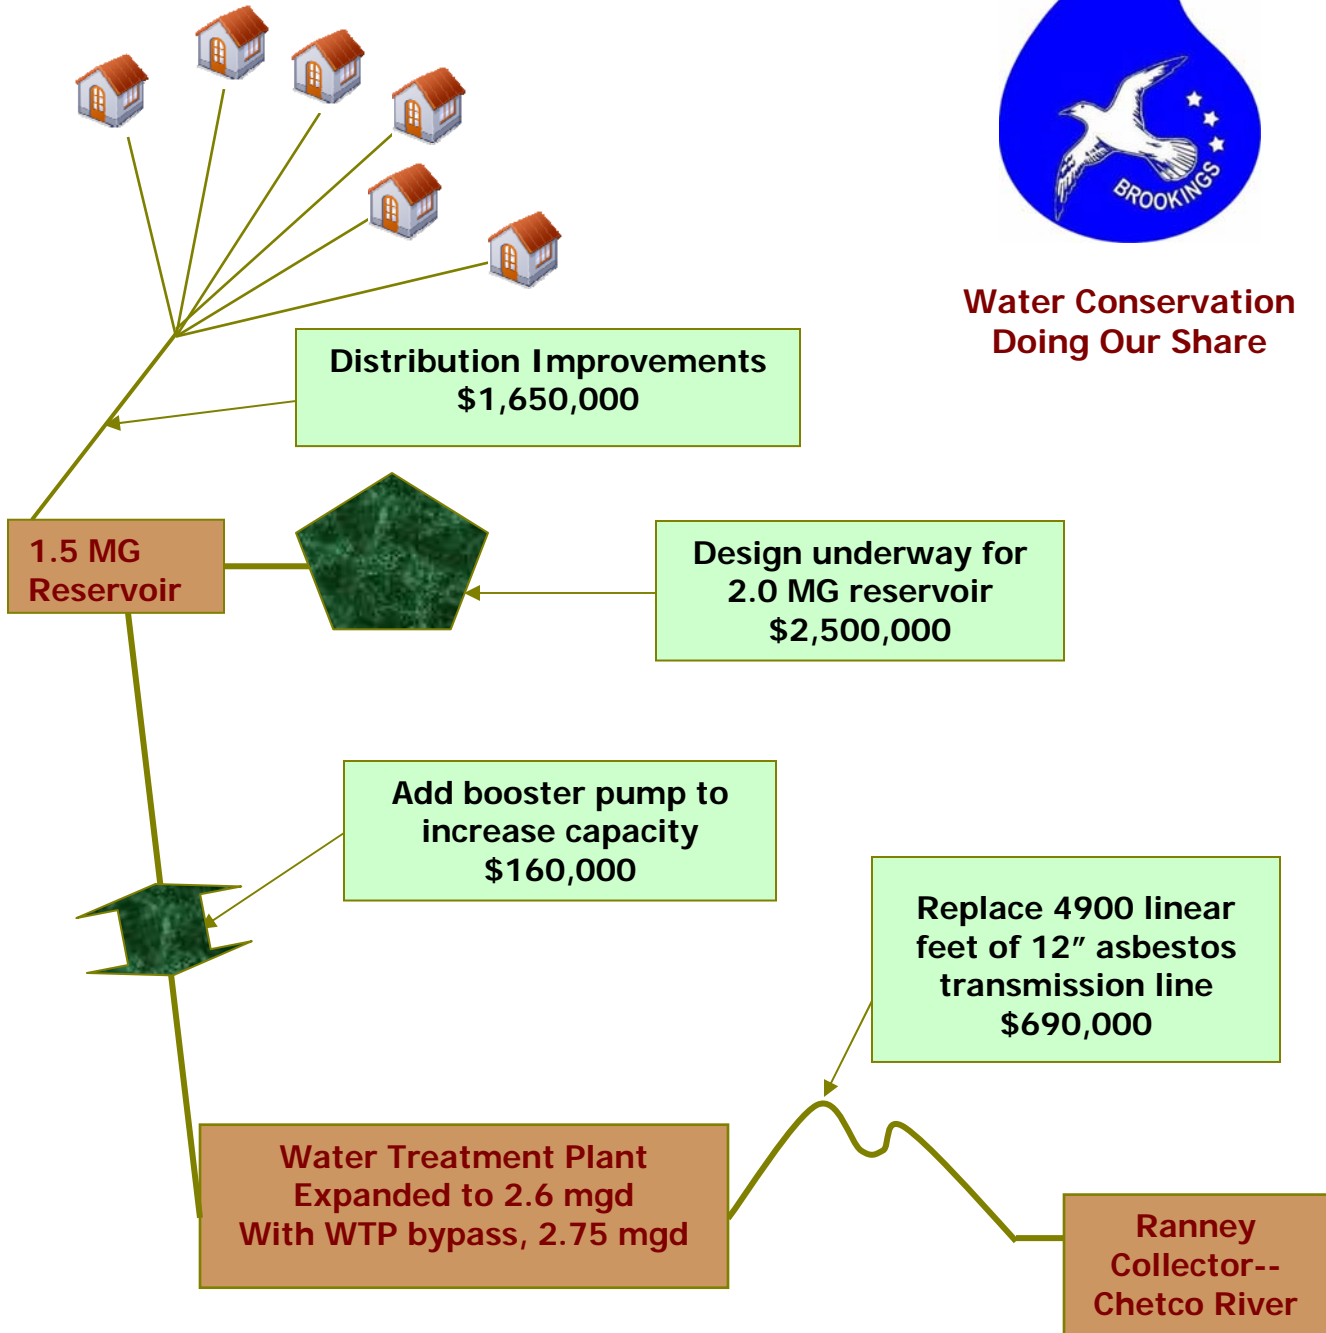 BROOKINGS
Water Conservation
Doing Our Share
Distribution Improvements
$1,650,000
1.5 MG
Reservoir
Design underway for
2.0 MG reservoir
$2,500,000
Add booster pump to
increase capacity
$160,000
Replace 4900 linear
feet of 12” asbestos
transmission line
$690,000
Water Treatment Plant
Expanded to 2.6 mgd
With WTP bypass, 2.75 mgd
Ranney
Collector--
Chetco River